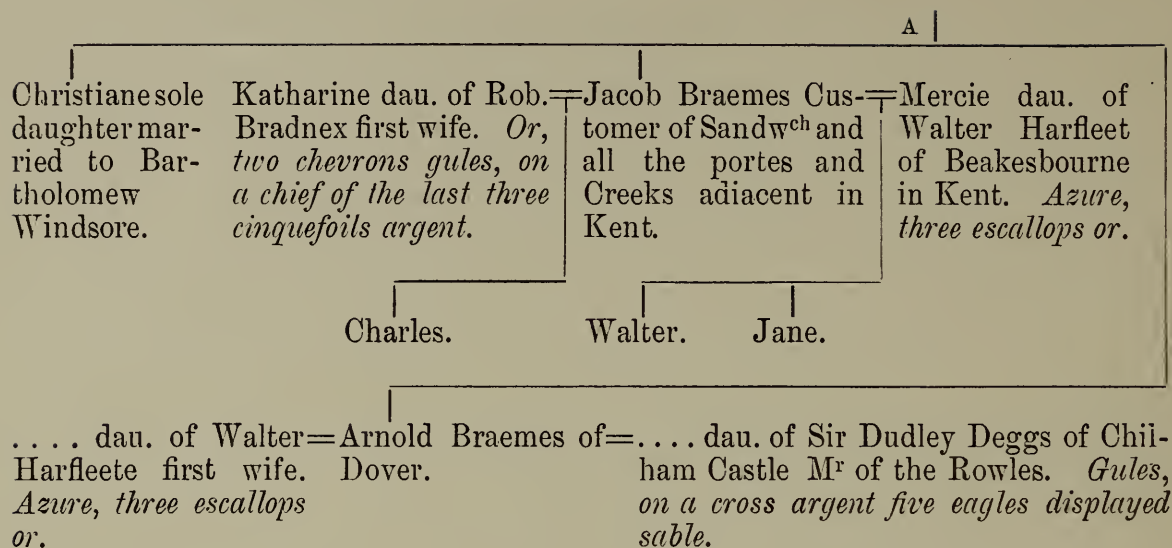 A
Christiane sole
daughter mar-
ried to Bar-
tholomew
Windsore.
Katharine dau. of Rob.
Bradnex first wife. Or,
two chevrons gules, on
a chief of the last three
cinquefoils argent.
Jacob Braemes Cus-
tomer of Sandwch and
all the portes and
Creeks adiacent in
Kent.
Mercie dau. of
Walter Harfleet
of Beakesbourne
in Kent. Azure,
three escallops or.
Charles.
Walter. Jane.
. . . . dau. of Walter
Harfleete first wife.
Azure, three escallops
or.
Arnold Braemes of
Dover.
. . . . dau. of Sir Dudley Deggs of Chil-
ham Castle Mr of the Rowles. Gules,
on a cross argent five eagles displayed
sable.